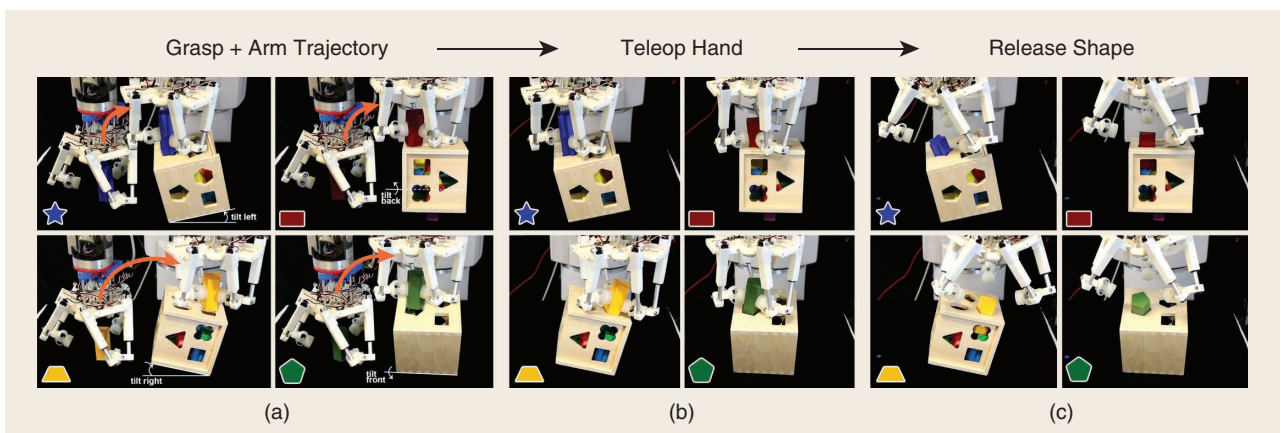 Grasp + Arm Trajectory
Teleop Hand
Release Shape
tilt left
tilt
back
tilt right
tilt
front
(a)
(b)
(c)